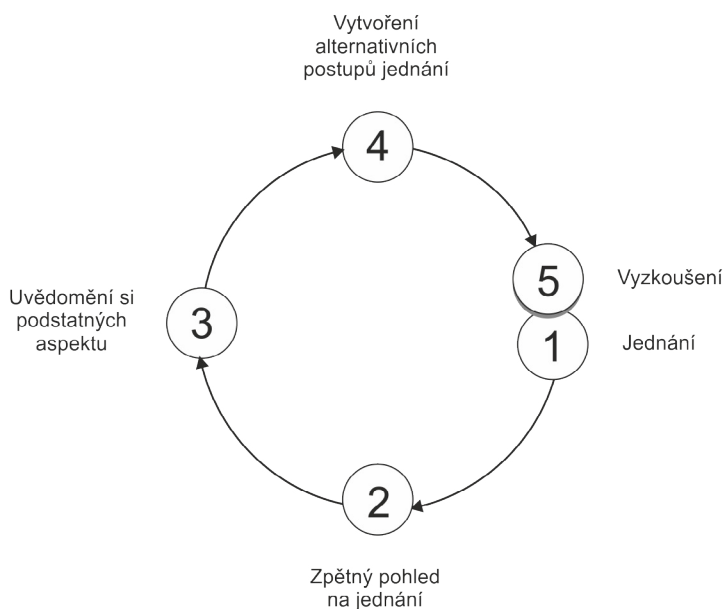 Vytvoření
alternativních
postupů jednání
4
5
Vyzkoušení
Uvědomění si
podstatných
aspektu
3
1
Jednání
2
Zpětný pohled
na jednání